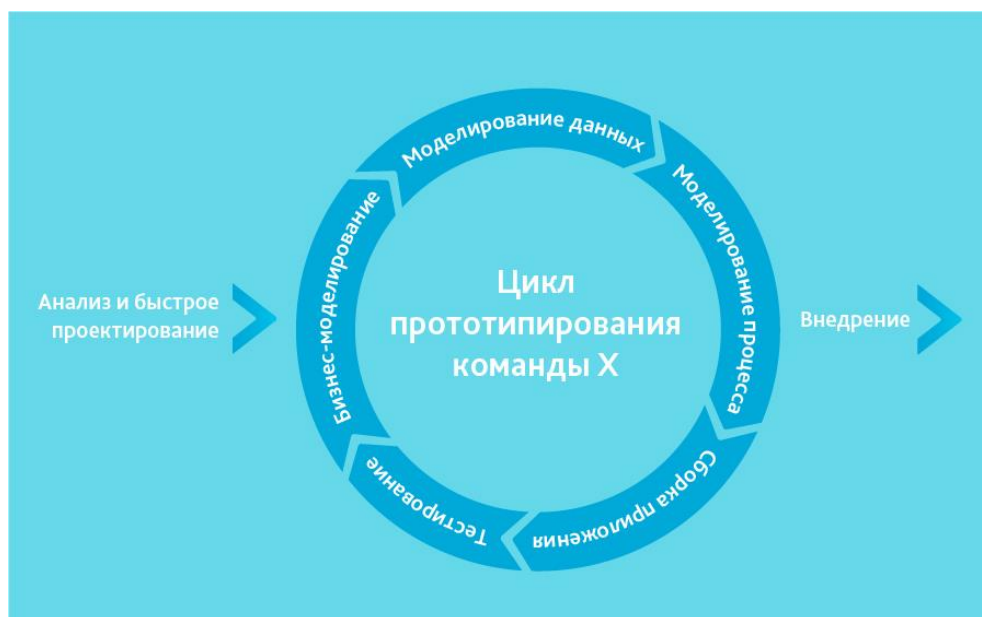 Анализ и быстрое
проектирование
Бизнес-моделирование
Моделирование данных
Моделирование процесса
Сборка приложения
Тестирование
Цикл
прототипирования
команды X
Внедрение